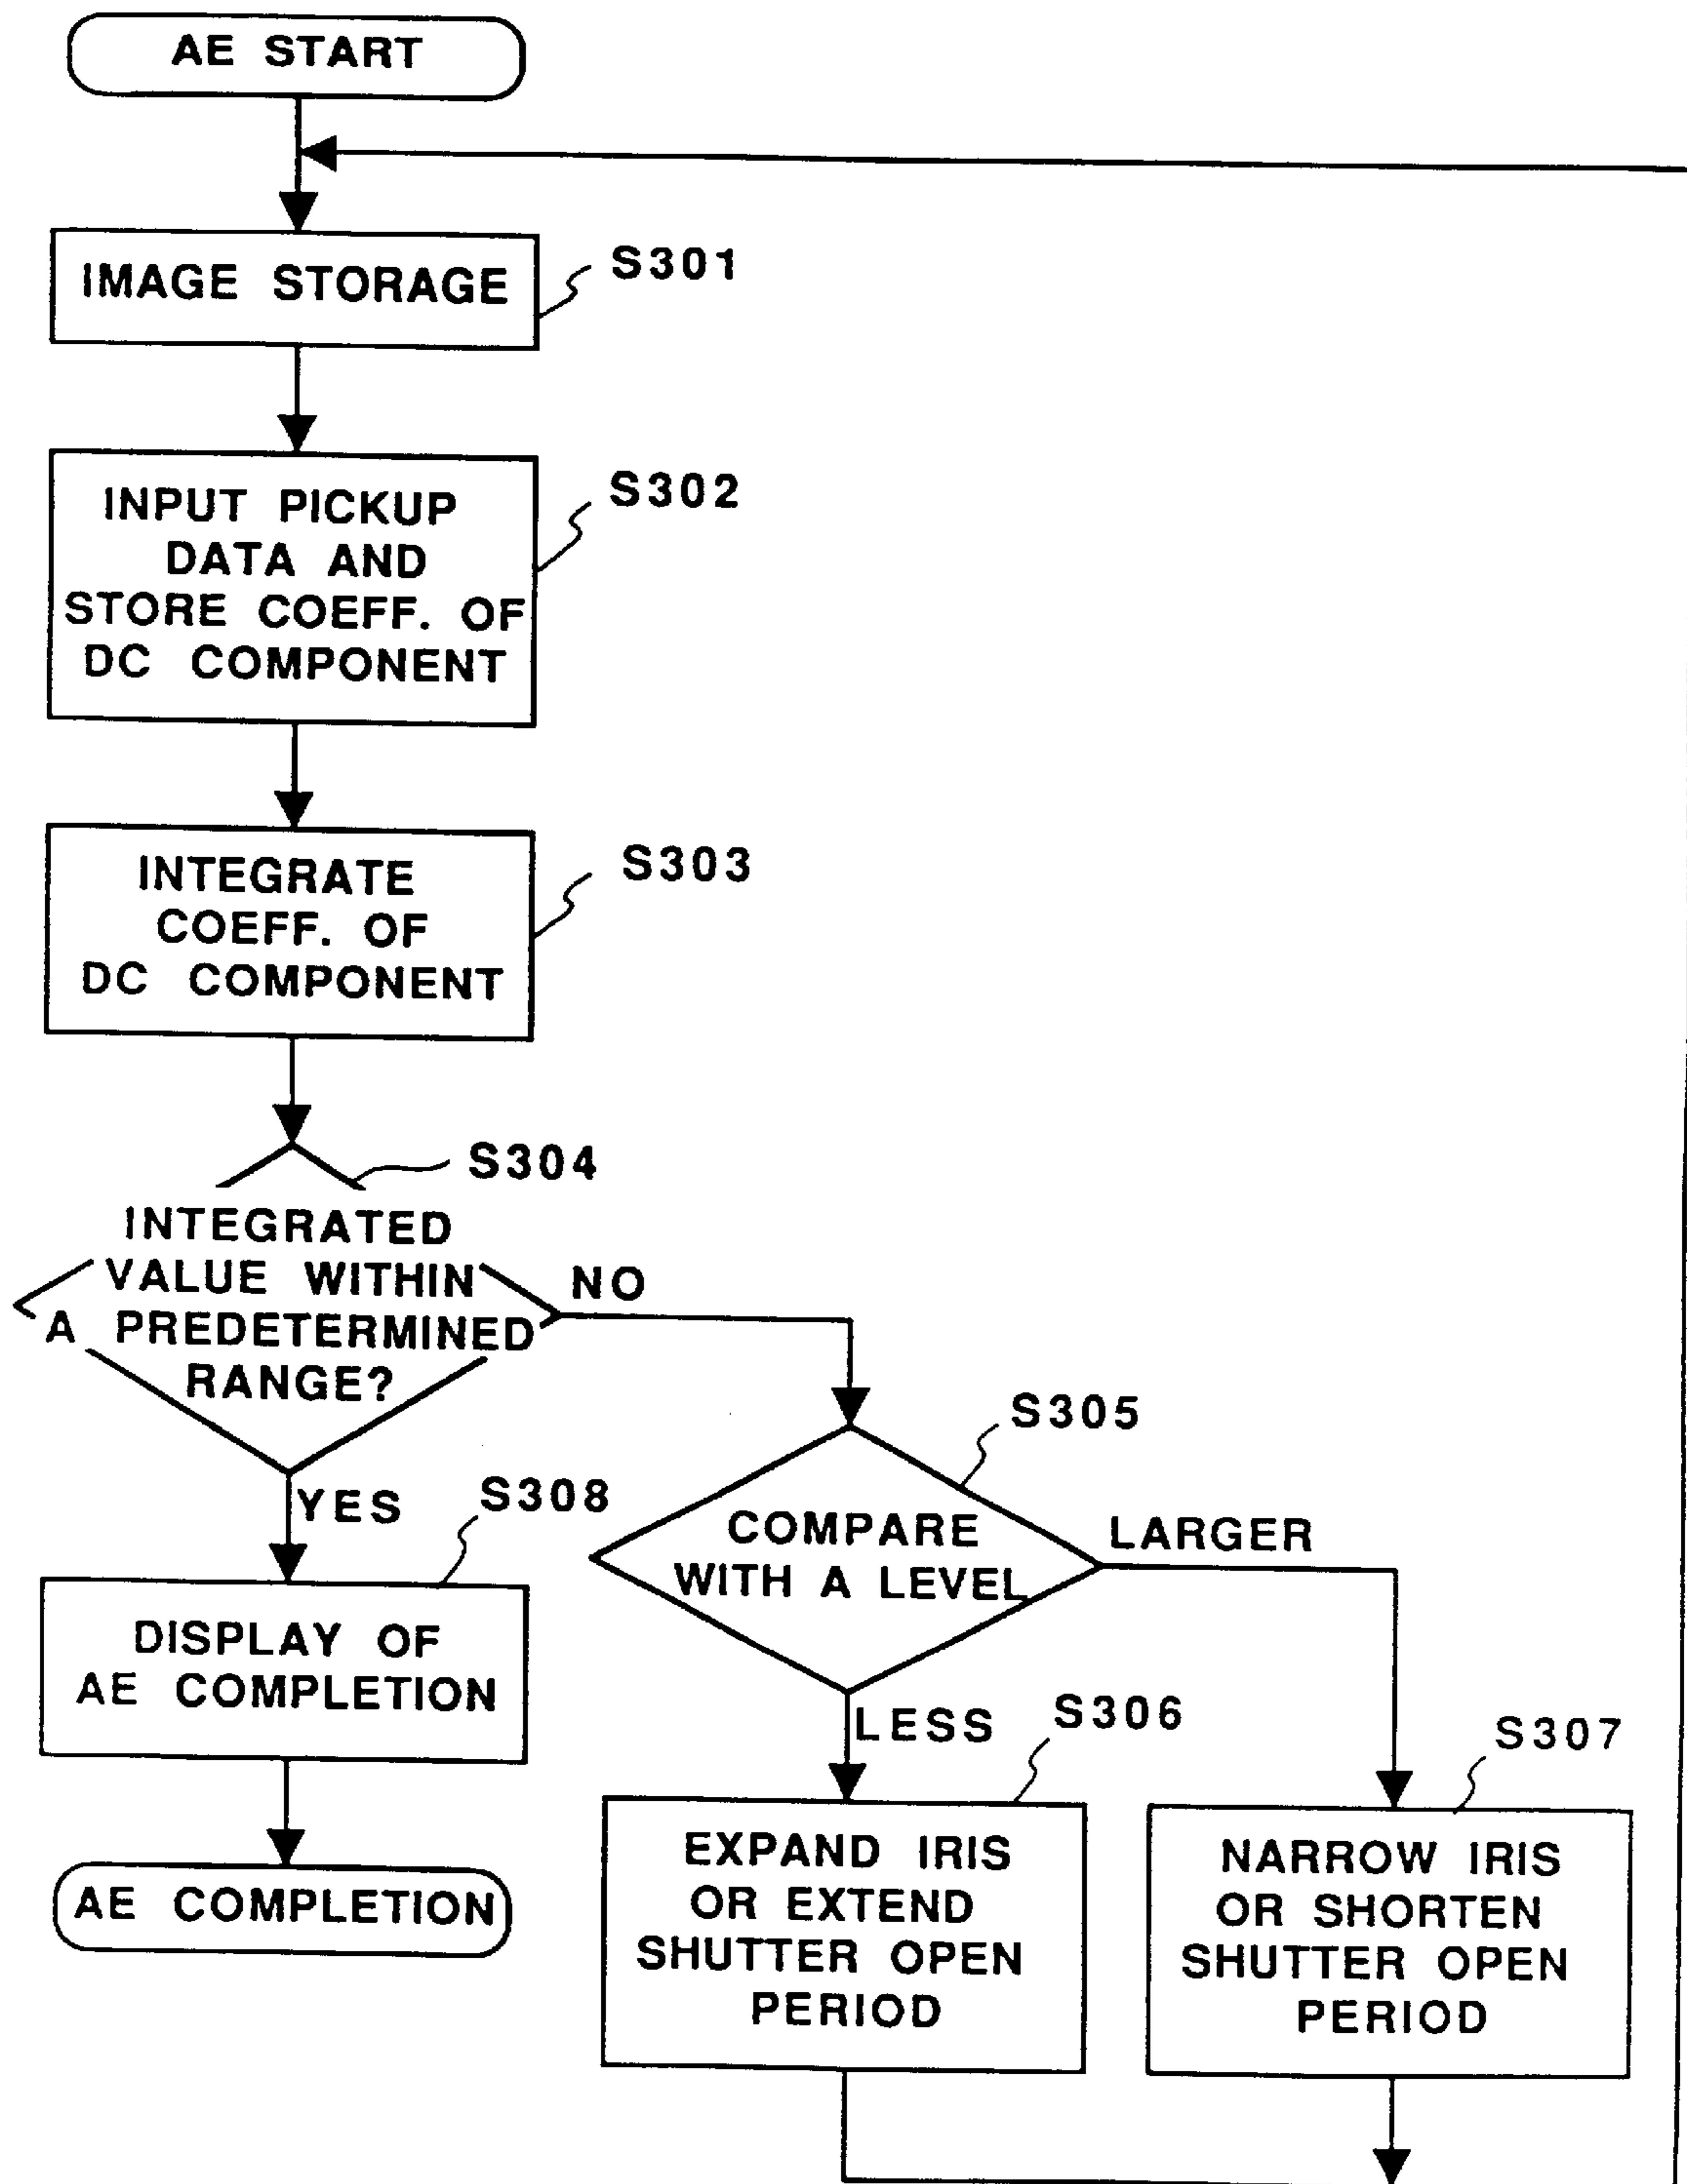 AE START
IMAGE STORAGE
S301
INPUT PICKUP
DATA AND
STORE COEFF. OF
DC COMPONENT
S302
INTEGRATE
COEFF. OF
DC COMPONENT
S303
S304
INTEGRATED
VALUE WITHIN
A PREDETERMINED
RANGE?
NO
YES
S305
COMPARE
WITH A LEVEL
LARGER
LESS
S308
DISPLAY OF
AE COMPLETION
AE COMPLETION
S306
EXPAND IRIS
OR EXTEND
SHUTTER OPEN
PERIOD
S307
NARROW IRIS
OR SHORTEN
SHUTTER OPEN
PERIOD